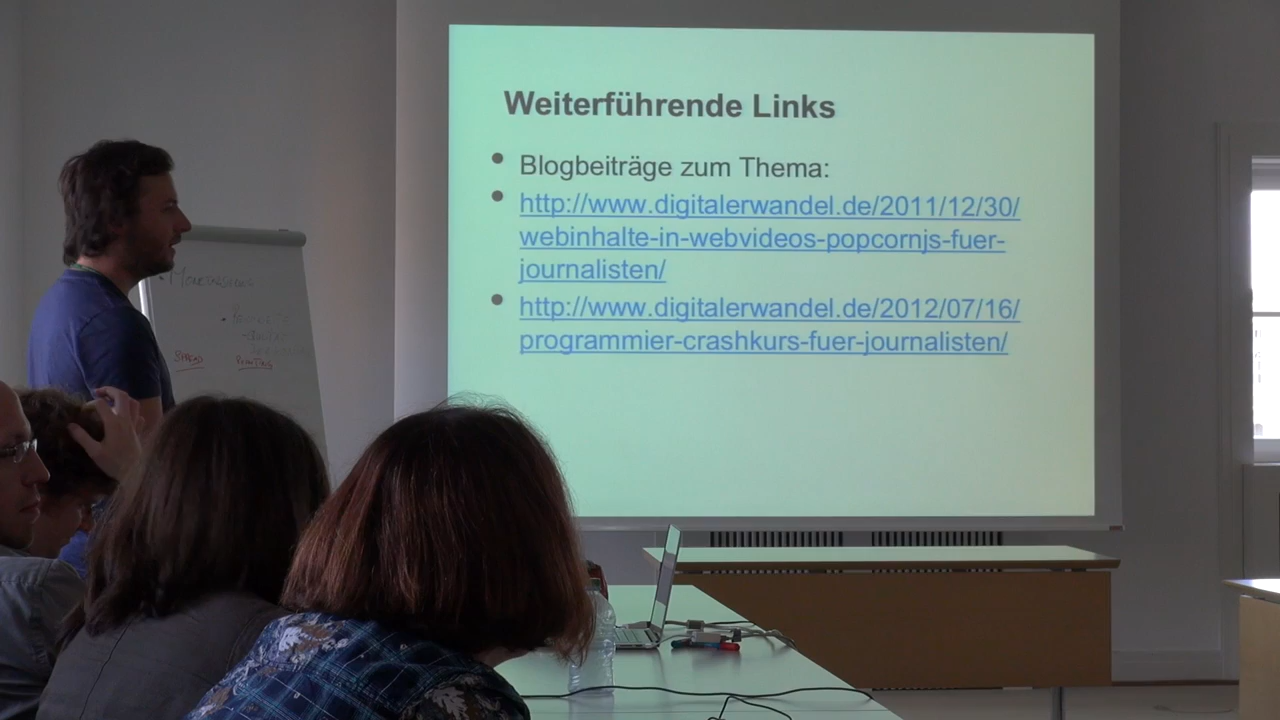 Weiterführende Links
• Blogbeiträge zum Thema:
• http://www.digitalerwandel.de/2011/12/30/
webinhalte-in-webvideos-popcornjs-fuer-
journalisten/
• http://www.digitalerwandel.de/2012/07/16/
programmier-crashkurs-fuer-journalisten/